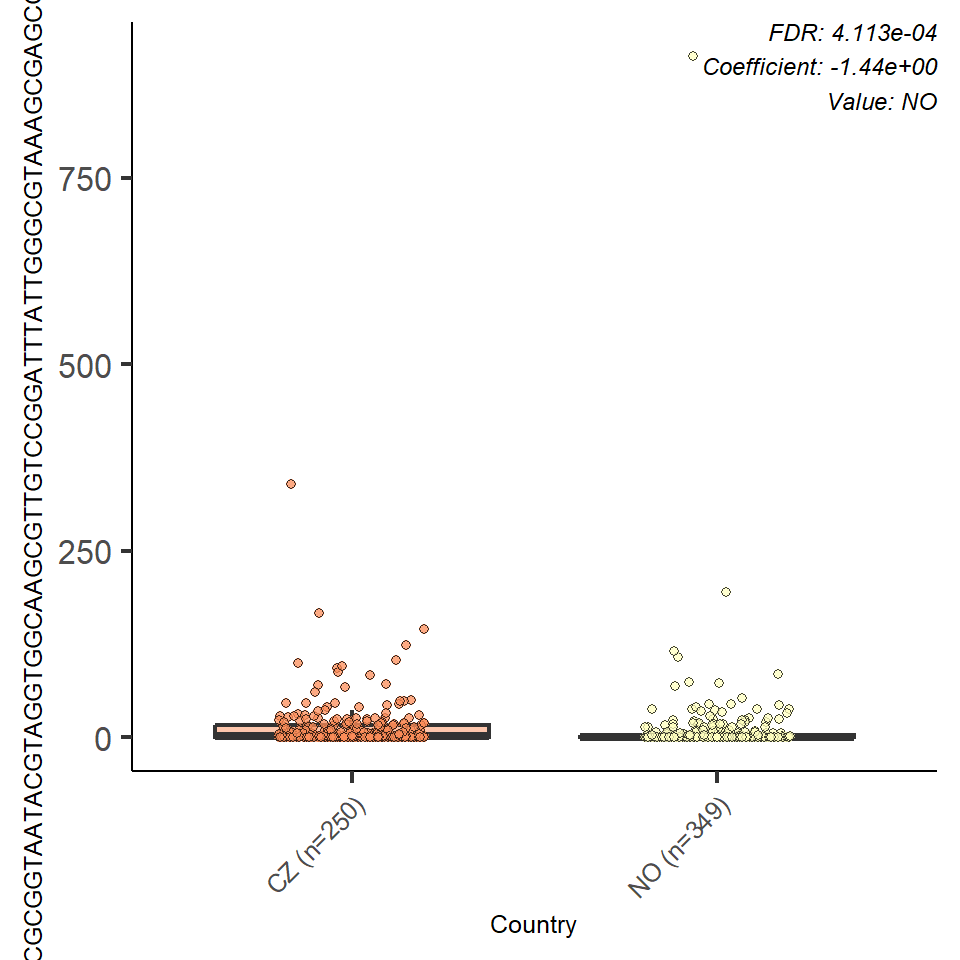 FDR: 4.113e-04
Coefficient: -1.44e+00
Value: NO
CGCGGTAATACGTAGGTGGCAAGCGTTGTCCGGATTTATTGGGCGTAAAGCGAGC
750
500
250
0
CZ (n=250)
NO (n=349)
Country